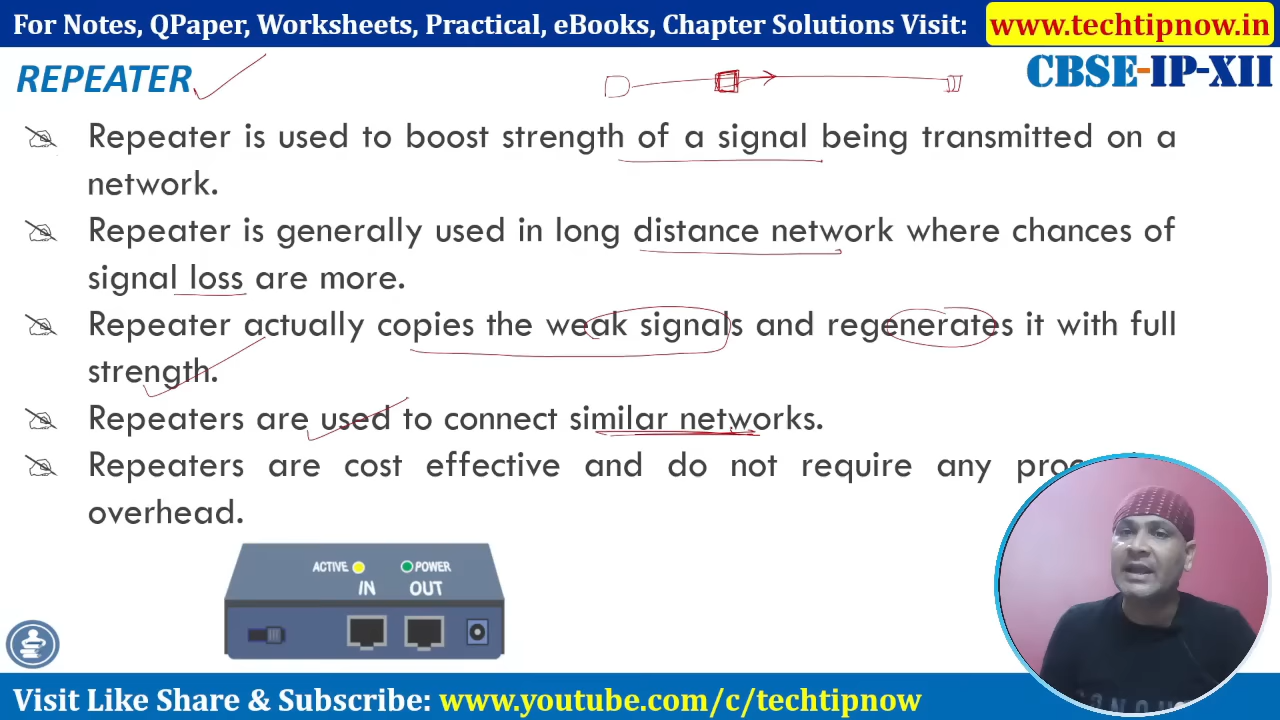 For Notes, QPaper, Worksheets, Practical, eBooks, Chapter Solutions Visit: www.techtipnow.in
REPEATER
CBSE-IP-XII
Repeater is used to boost strength of a signal being transmitted on a
network.
Repeater is generally used in long distance network where chances of
signal loss are more.
Repeater actually copies the weak signals and regenerates it with full
strength.
Repeaters are used to connect similar networks.
Repeaters are cost effective and do not require any
overhead.
ACTIVE POWER
IN OUT
Visit Like Share & Subscribe: www.youtube.com/c/techtipnow